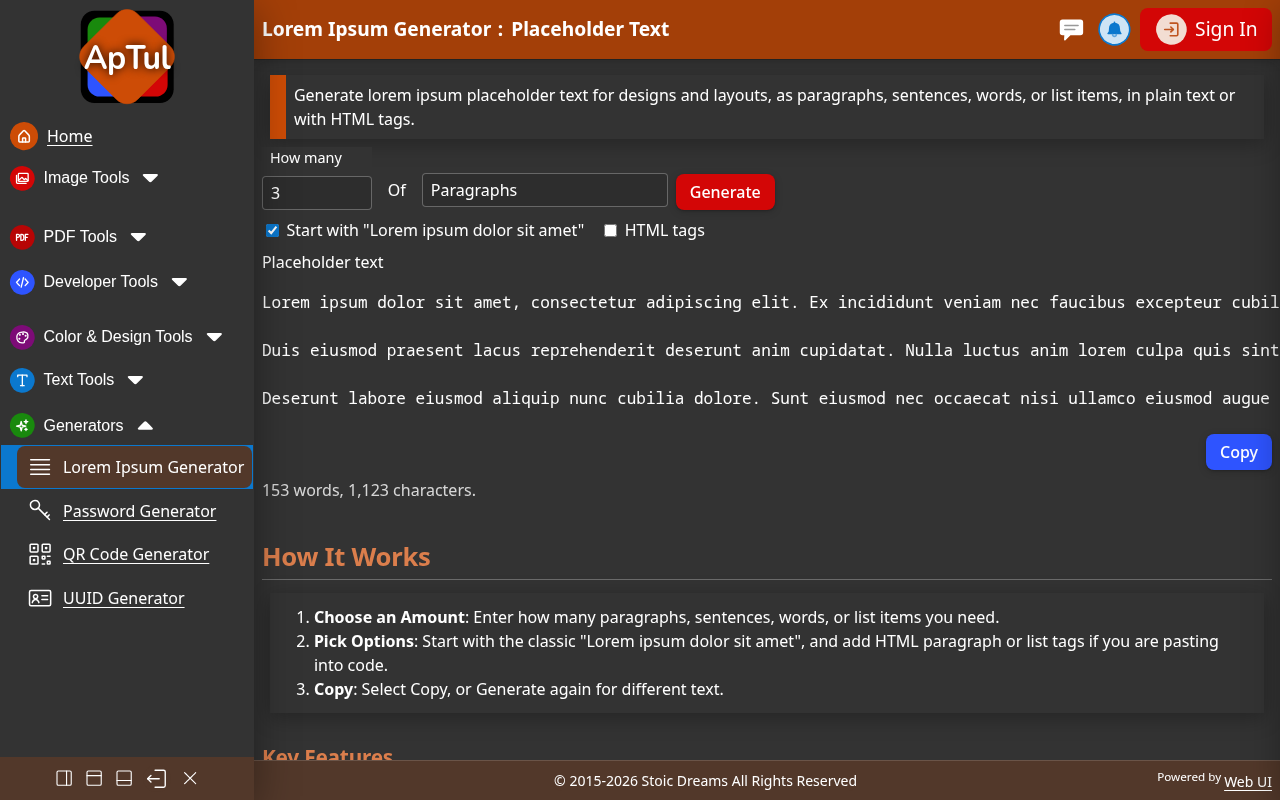 ApTul
Home
Image Tools
PDF
PDF Tools
Developer Tools
Color & Design Tools
Text Tools
Generators
Lorem Ipsum Generator
Password Generator
QR Code Generator
UUID Generator
Lorem Ipsum Generator : Placeholder Text
Sign In
Generate lorem ipsum placeholder text for designs and layouts, as paragraphs, sentences, words, or list items, in plain text or
with HTML tags.
How many
3 Of Paragraphs Generate
Start with "Lorem ipsum dolor sit amet" HTML tags
Placeholder text
Lorem ipsum dolor sit amet, consectetur adipiscing elit. Ex incididunt veniam nec faucibus excepteur cubil
Duis eiusmod praesent lacus reprehenderit deserunt anim cupidatat. Nulla luctus anim lorem culpa quis sint
Deserunt labore eiusmod aliquip nunc cubilia dolore. Sunt eiusmod nec occaecat nisi ullamco eiusmod augue
Copy
153 words, 1,123 characters.
How It Works
1. Choose an Amount: Enter how many paragraphs, sentences, words, or list items you need.
2. Pick Options: Start with the classic "Lorem ipsum dolor sit amet", and add HTML paragraph or list tags if you are pasting
into code.
3. Copy: Select Copy, or Generate again for different text.
Key Features
© 2015-2026 Stoic Dreams All Rights Reserved
Powered by Web UI